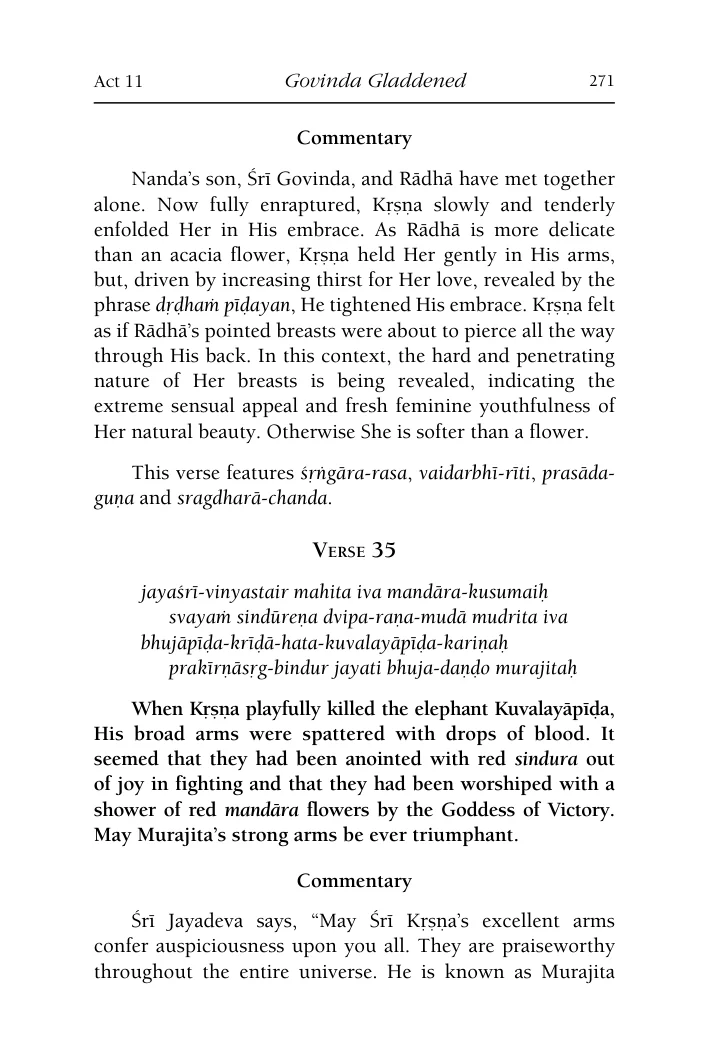 Act 11 Govinda Gladdened 271
Commentary
Nanda’s son, Śrī Govinda, and Rādhā have met together
alone. Now fully enraptured, Kṛṣṇa slowly and tenderly
enfolded Her in His embrace. As Rādhā is more delicate
than an acacia flower, Kṛṣṇa held Her gently in His arms,
but, driven by increasing thirst for Her love, revealed by the
phrase dṛḍhaṁ pīḍayan, He tightened His embrace. Kṛṣṇa felt
as if Rādhā’s pointed breasts were about to pierce all the way
through His back. In this context, the hard and penetrating
nature of Her breasts is being revealed, indicating the
extreme sensual appeal and fresh feminine youthfulness of
Her natural beauty. Otherwise She is softer than a flower.
This verse features śṛṅgāra-rasa, vaidarbhī-rīti, prasāda-
guṇa and sragdharā-chanda.
Verse 35
jayaśrī-vinyastair mahita iva mandāra-kusumaiḥ
svayaṁ sindūreṇa dvipa-raṇa-mudā mudrita iva
bhujāpīḍa-krīḍā-hata-kuvalayāpīḍa-kariṇaḥ
prakīrṇāsṛg-bindur jayati bhuja-daṇḍo murajitaḥ
When Kṛṣṇa playfully killed the elephant Kuvalayāpīḍa,
His broad arms were spattered with drops of blood. It
seemed that they had been anointed with red sindura out
of joy in fighting and that they had been worshiped with a
shower of red mandāra flowers by the Goddess of Victory.
May Murajita’s strong arms be ever triumphant.
Commentary
Śrī Jayadeva says, “May Śrī Kṛṣṇa’s excellent arms
confer auspiciousness upon you all. They are praiseworthy
throughout the entire universe. He is known as Murajita